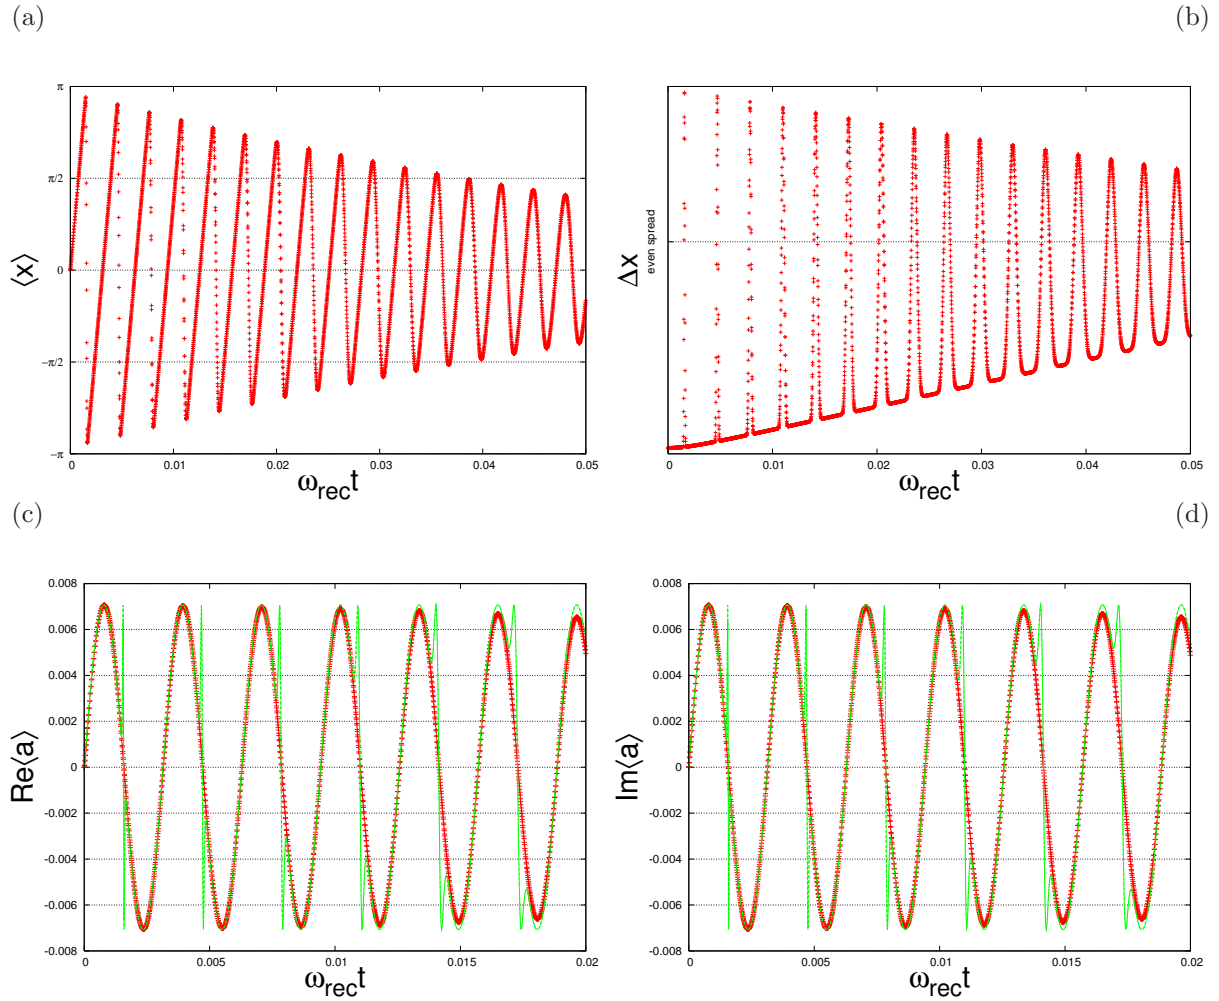 (a)
(b)
π
π/2
0
−π/2
−π
⟨x⟩
0
0.01
0.02
0.03
0.04
0.05
ω_rec t
Δx
even spread
0.00
0.01
0.02
0.03
0.04
0.05
ω_rec t
(c)
(d)
0.008
0.006
0.004
0.002
0
-0.002
-0.004
-0.006
-0.008
Re⟨a⟩
0
0.005
0.01
0.015
0.02
ω_rec t
0.008
0.006
0.004
0.002
0
-0.002
-0.004
-0.006
-0.008
Im⟨a⟩
0
0.005
0.01
0.015
0.02
ω_rec t